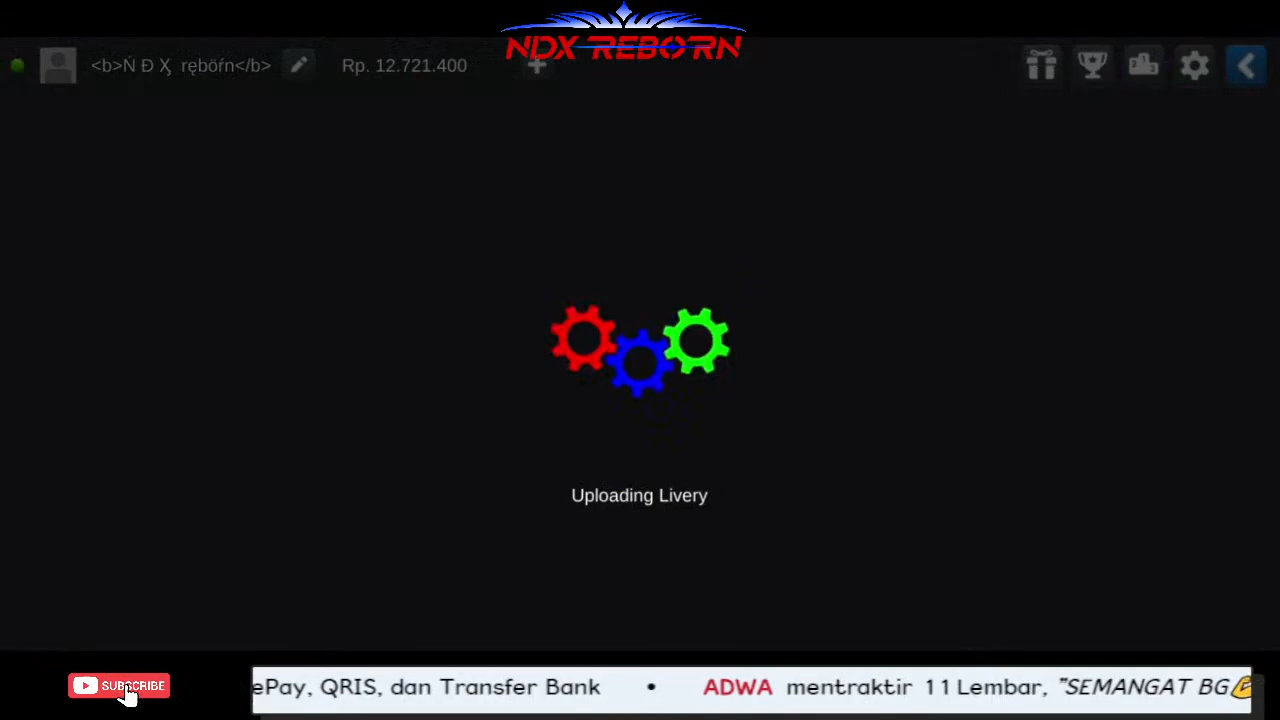 NDX REBORN
<b>Ń Đ Ҳ ręböŕn</b>
Rp. 12.721.400
Uploading Livery
SUBSCRIBE
ePay, QRIS, dan Transfer Bank • ADWA mentraktir 11 Lembar, "SEMANGAT BG💪